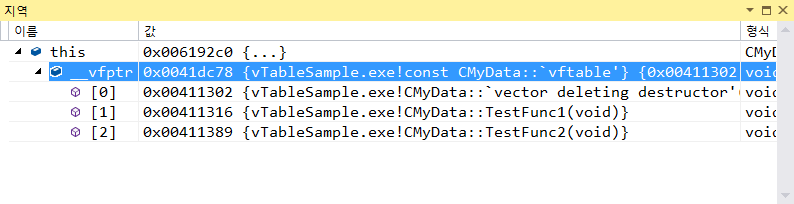 지역
이름 값 형식
this 0x006192c0 {...} CMyD
__vfptr 0x0041dc78 {vTableSample.exe!const CMyData::`vftable'} {0x00411302 void
[0] 0x00411302 {vTableSample.exe!CMyData::`vector deleting destructor'( void
[1] 0x00411316 {vTableSample.exe!CMyData::TestFunc1(void)} void
[2] 0x00411389 {vTableSample.exe!CMyData::TestFunc2(void)} void